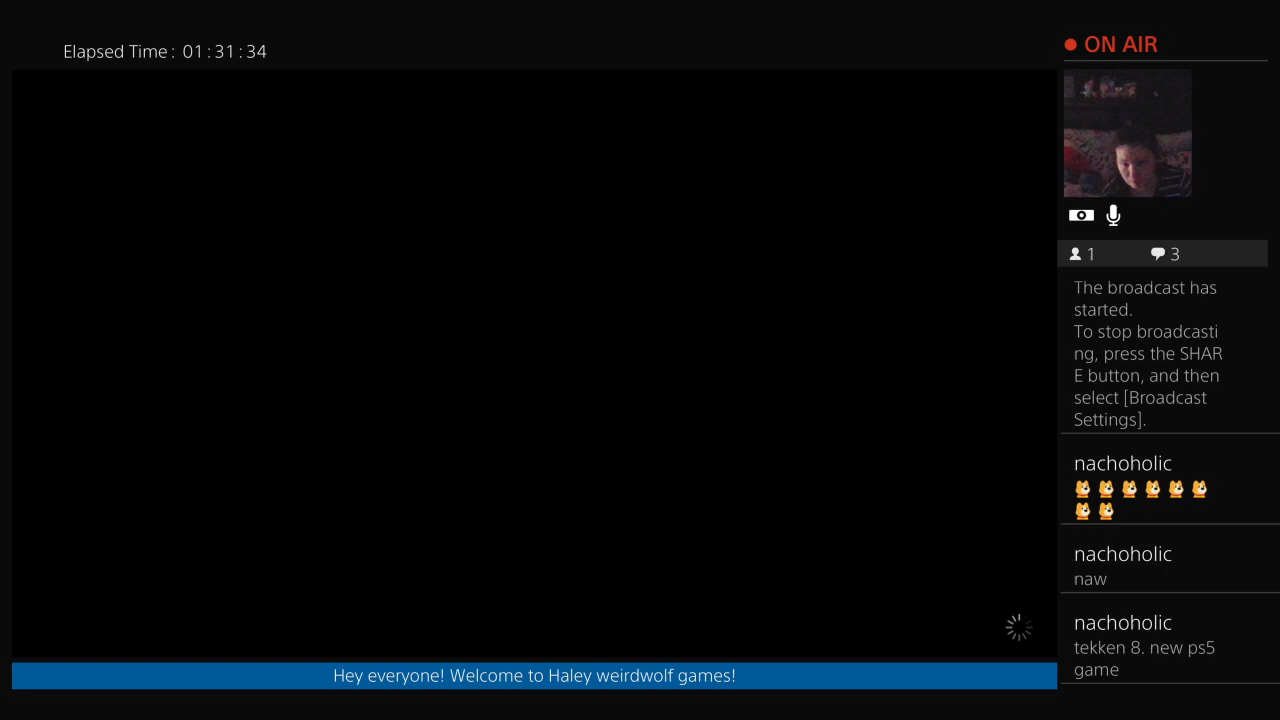 Elapsed Time: 01:31:34
ON AIR
1 3
The broadcast has
started.
To stop broadcasti
ng, press the SHAR
E button, and then
select [Broadcast
Settings].
nachoholic
nachoholic
naw
nachoholic
tekken 8. new ps5
game
Hey everyone! Welcome to Haley weirdwolf games!